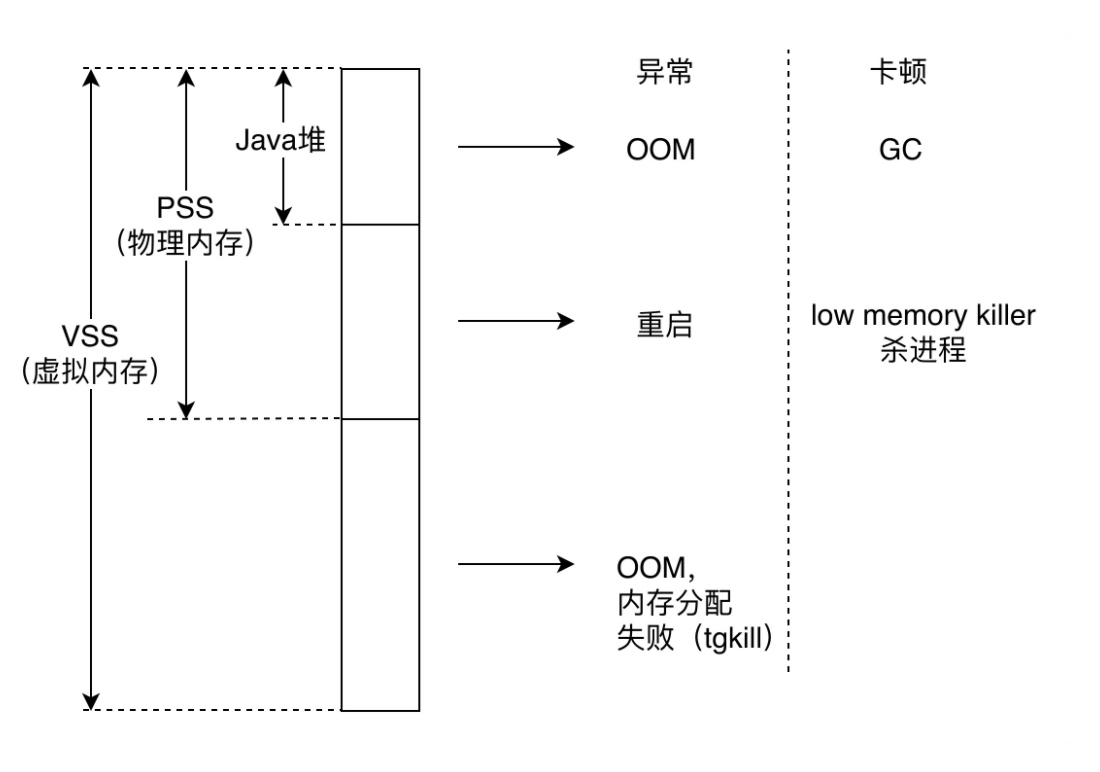 异常
卡顿
Java堆
OOM
GC
PSS
（物理内存）
VSS
（虚拟内存）
重启
low memory killer
杀进程
OOM，
内存分配
失败（tgkill）